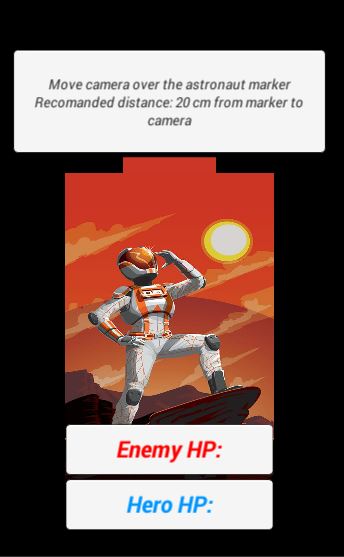 Move camera over the astronaut marker
Recomanded distance: 20 cm from marker to
camera
Enemy HP:
Hero HP: